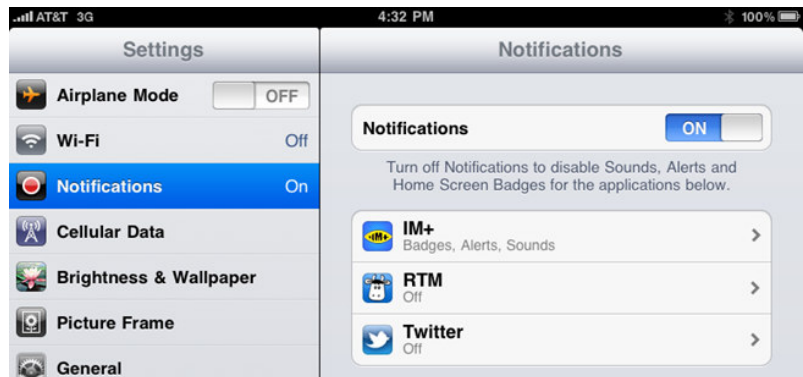 AT&T 3G
4:32 PM
100%
Settings
Notifications
Airplane Mode OFF
Wi-Fi Off
Notifications On
Cellular Data
Brightness & Wallpaper
Picture Frame
General
Notifications ON
Turn off Notifications to disable Sounds, Alerts and
Home Screen Badges for the applications below.
IM+
IM+
Badges, Alerts, Sounds
RTM
Off
Twitter
Off